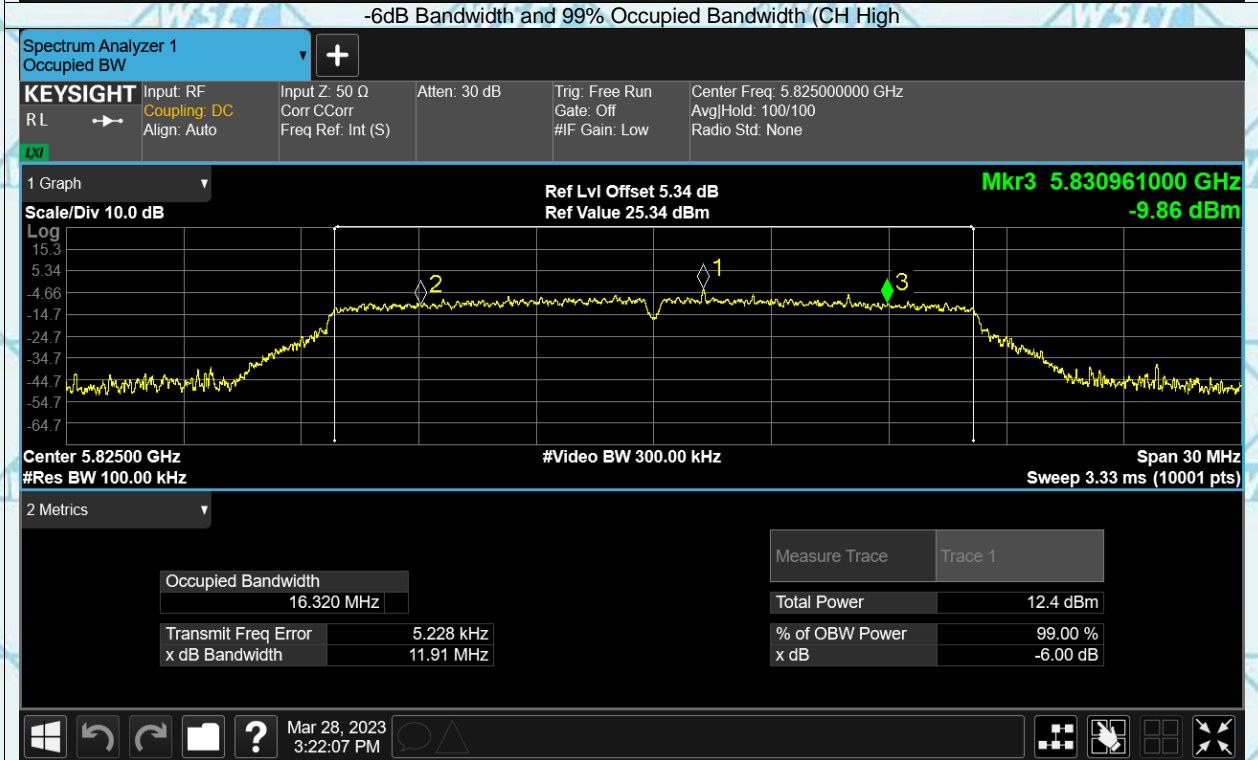 -6dB Bandwidth and 99% Occupied Bandwidth (CH High
Spectrum Analyzer 1
Occupied BW
KEYSIGHT
RL
LXI
Input: RF
Coupling: DC
Align: Auto
Input Z: 50 Ω
Corr CCorr
Freq Ref: Int (S)
Atten: 30 dB
Trig: Free Run
Gate: Off
#IF Gain: Low
Center Freq: 5.825000000 GHz
Avg|Hold: 100/100
Radio Std: None
1 Graph
Scale/Div 10.0 dB
Ref Lvl Offset 5.34 dB
Ref Value 25.34 dBm
Mkr3 5.830961000 GHz
-9.86 dBm
Log
15.3
5.34
-4.66
-14.7
-24.7
-34.7
-44.7
-54.7
-64.7
2
1
3
Center 5.82500 GHz
#Video BW 300.00 kHz
Span 30 MHz
#Res BW 100.00 kHz
Sweep 3.33 ms (10001 pts)
2 Metrics
Measure Trace
Trace 1
Occupied Bandwidth
16.320 MHz
Total Power
12.4 dBm
Transmit Freq Error
5.228 kHz
% of OBW Power
99.00 %
x dB Bandwidth
11.91 MHz
x dB
-6.00 dB
?
Mar 28, 2023
3:22:07 PM